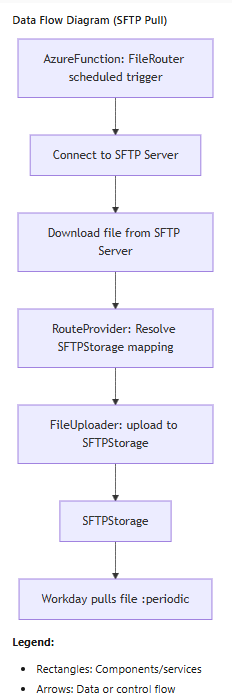 Data Flow Diagram (SFTP Pull)
AzureFunction: FileRouter
scheduled trigger
Connect to SFTP Server
Download file from SFTP
Server
RouteProvider: Resolve
SFTPStorage mapping
FileUploader: upload to
SFTPStorage
SFTPStorage
Workday pulls file :periodic
Legend:
• Rectangles: Components/services
• Arrows: Data or control flow